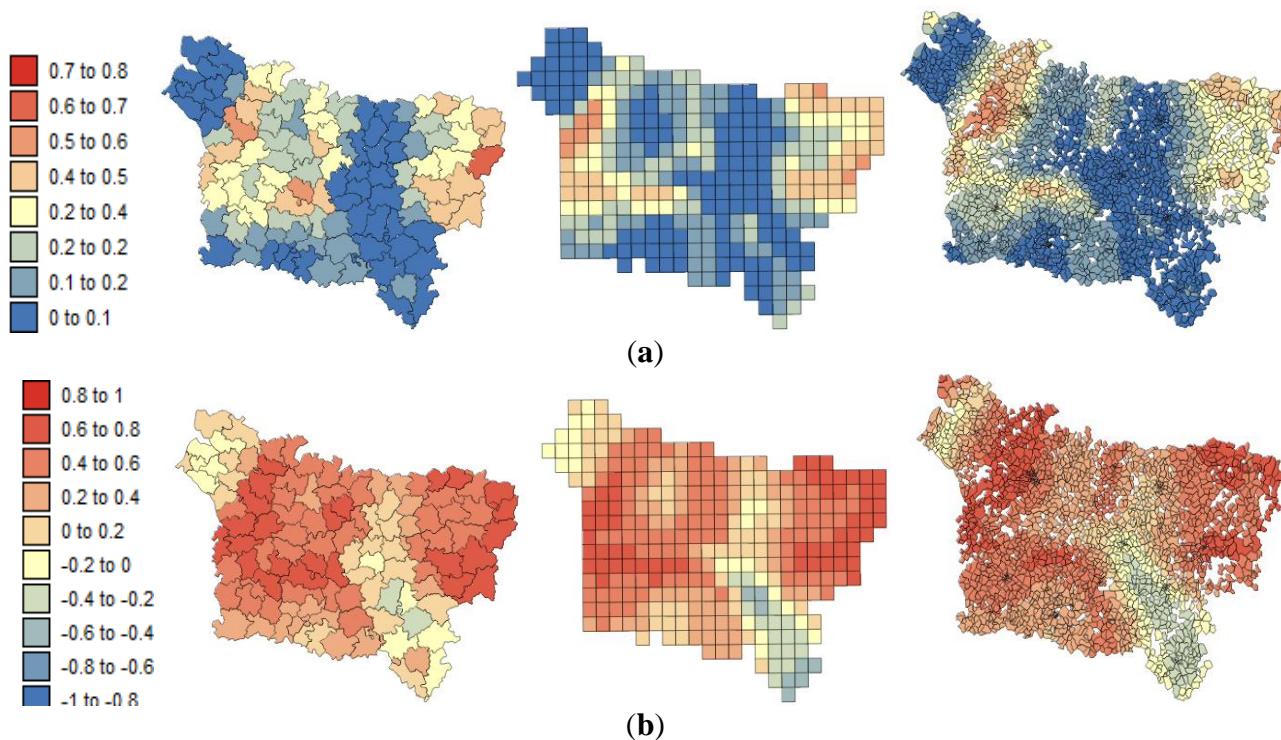 0.7 to 0.8
0.6 to 0.7
0.5 to 0.6
0.4 to 0.5
0.2 to 0.4
0.2 to 0.2
0.1 to 0.2
0 to 0.1
(a)
0.8 to 1
0.6 to 0.8
0.4 to 0.6
0.2 to 0.4
0 to 0.2
-0.2 to 0
-0.4 to -0.2
-0.6 to -0.4
-0.8 to -0.6
-1 to -0.8
(b)